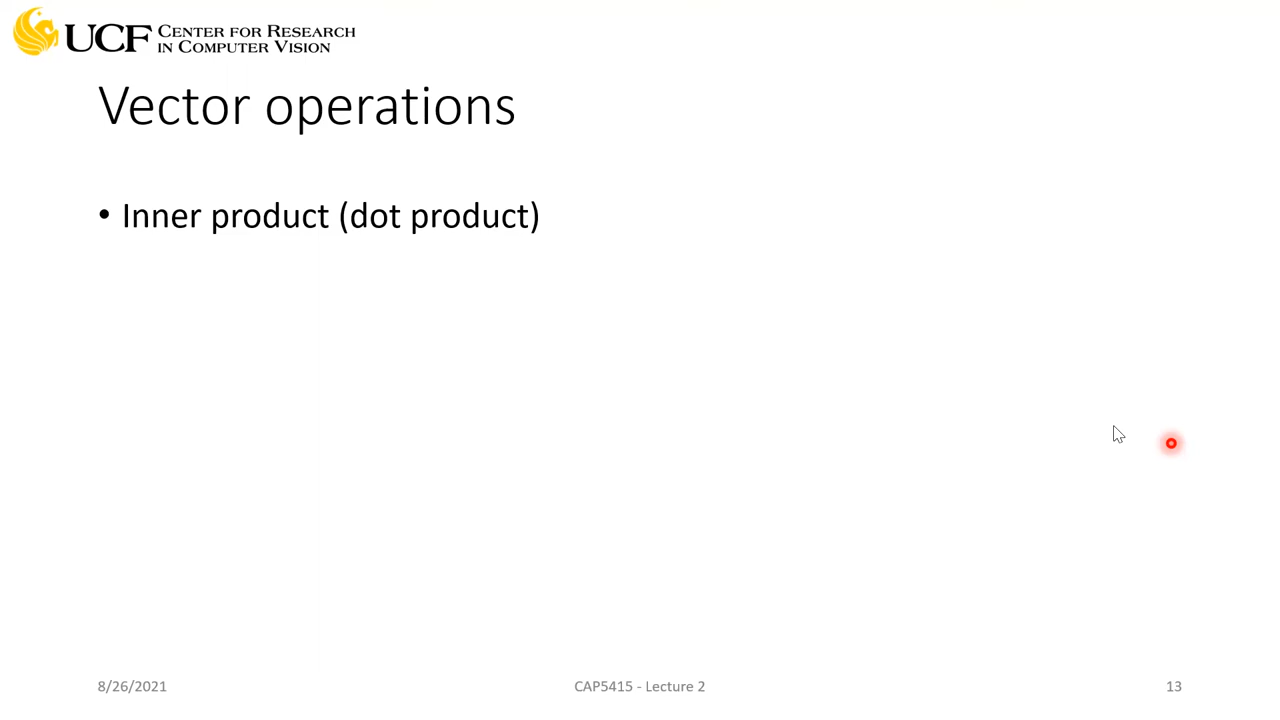 UCF CENTER FOR RESEARCH
IN COMPUTER VISION
Vector operations
• Inner product (dot product)
8/26/2021
CAP5415 - Lecture 2
13